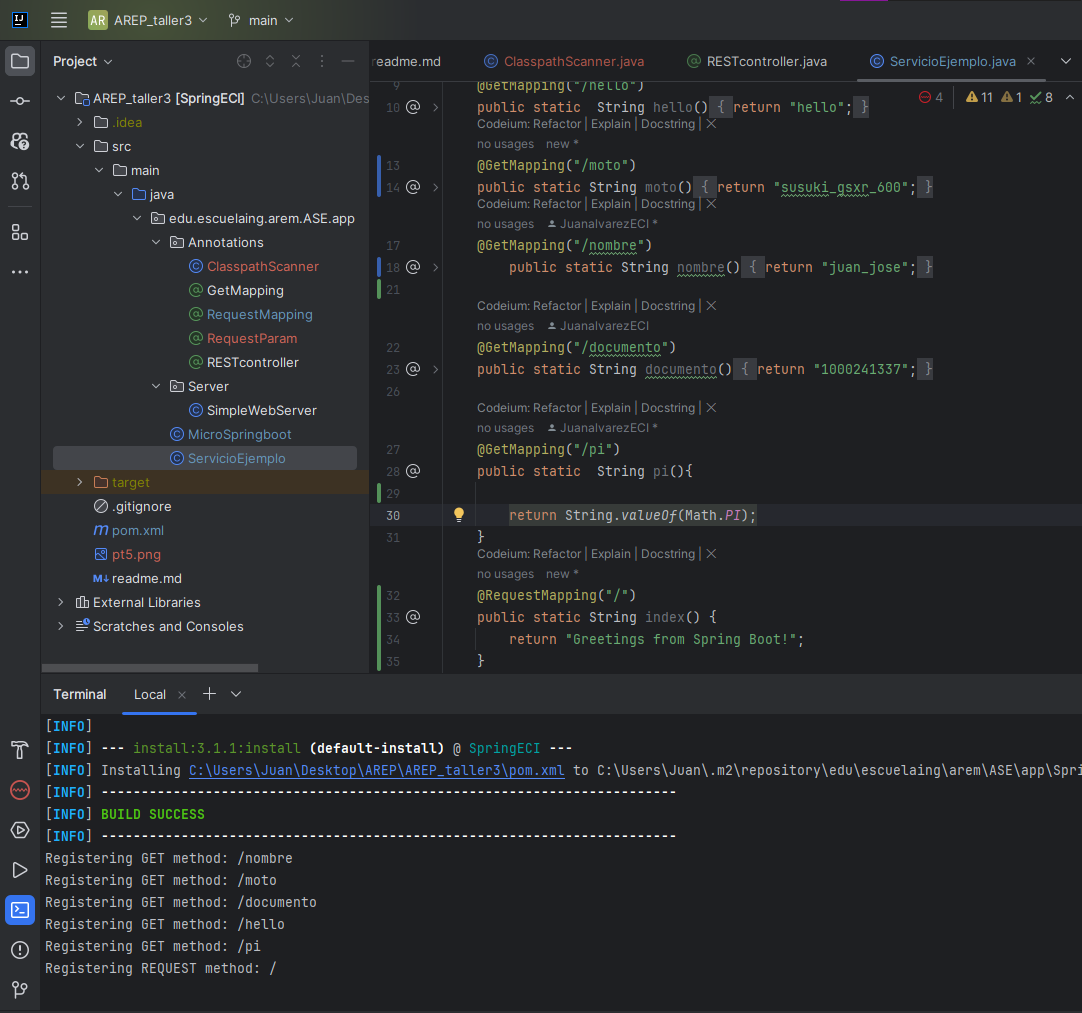 AR AREP_taller3 main
Project
AREP_taller3 [SpringECI] C:\Users\Juan\Des
.idea
src
main
java
edu.escuelaing.arem.ASE.app
Annotations
ClasspathScanner
GetMapping
RequestMapping
RequestParam
RESTcontroller
Server
SimpleWebServer
MicroSpringboot
ServicioEjemplo
target
.gitignore
pom.xml
pt5.png
readme.md
External Libraries
Scratches and Consoles
readme.md ClasspathScanner.java RESTcontroller.java ServicioEjemplo.java
4 11 1 8
9 @GetMapping("/hello")
10 public static  String hello() { return "hello"; }
Codeium: Refactor | Explain | Docstring | ×
no usages new *
13 @GetMapping("/moto")
14 public static String moto() { return "susuki_gsxr_600"; }
Codeium: Refactor | Explain | Docstring | ×
no usages JuanalvarezECI *
17 @GetMapping("/nombre")
18 public static String nombre() { return "juan_jose"; }
21
Codeium: Refactor | Explain | Docstring | ×
no usages JuanalvarezECI
22 @GetMapping("/documento")
23 public static String documento() { return "1000241337"; }
26
Codeium: Refactor | Explain | Docstring | ×
no usages JuanalvarezECI *
27 @GetMapping("/pi")
28 public static  String pi(){
29
30 return String.valueOf(Math.PI);
31 }
Codeium: Refactor | Explain | Docstring | ×
no usages new *
32 @RequestMapping("/")
33 public static String index() {
34 return "Greetings from Spring Boot!";
35 }
Terminal Local
[INFO]
[INFO] --- install:3.1.1:install (default-install) @ SpringECI ---
[INFO] Installing C:\Users\Juan\Desktop\AREP\AREP_taller3\pom.xml to C:\Users\Juan\.m2\repository\edu\escuelaing\arem\ASE\app\Spri
[INFO] ------------------------------------------------------------------------
[INFO] BUILD SUCCESS
[INFO] ------------------------------------------------------------------------
Registering GET method: /nombre
Registering GET method: /moto
Registering GET method: /documento
Registering GET method: /hello
Registering GET method: /pi
Registering REQUEST method: /